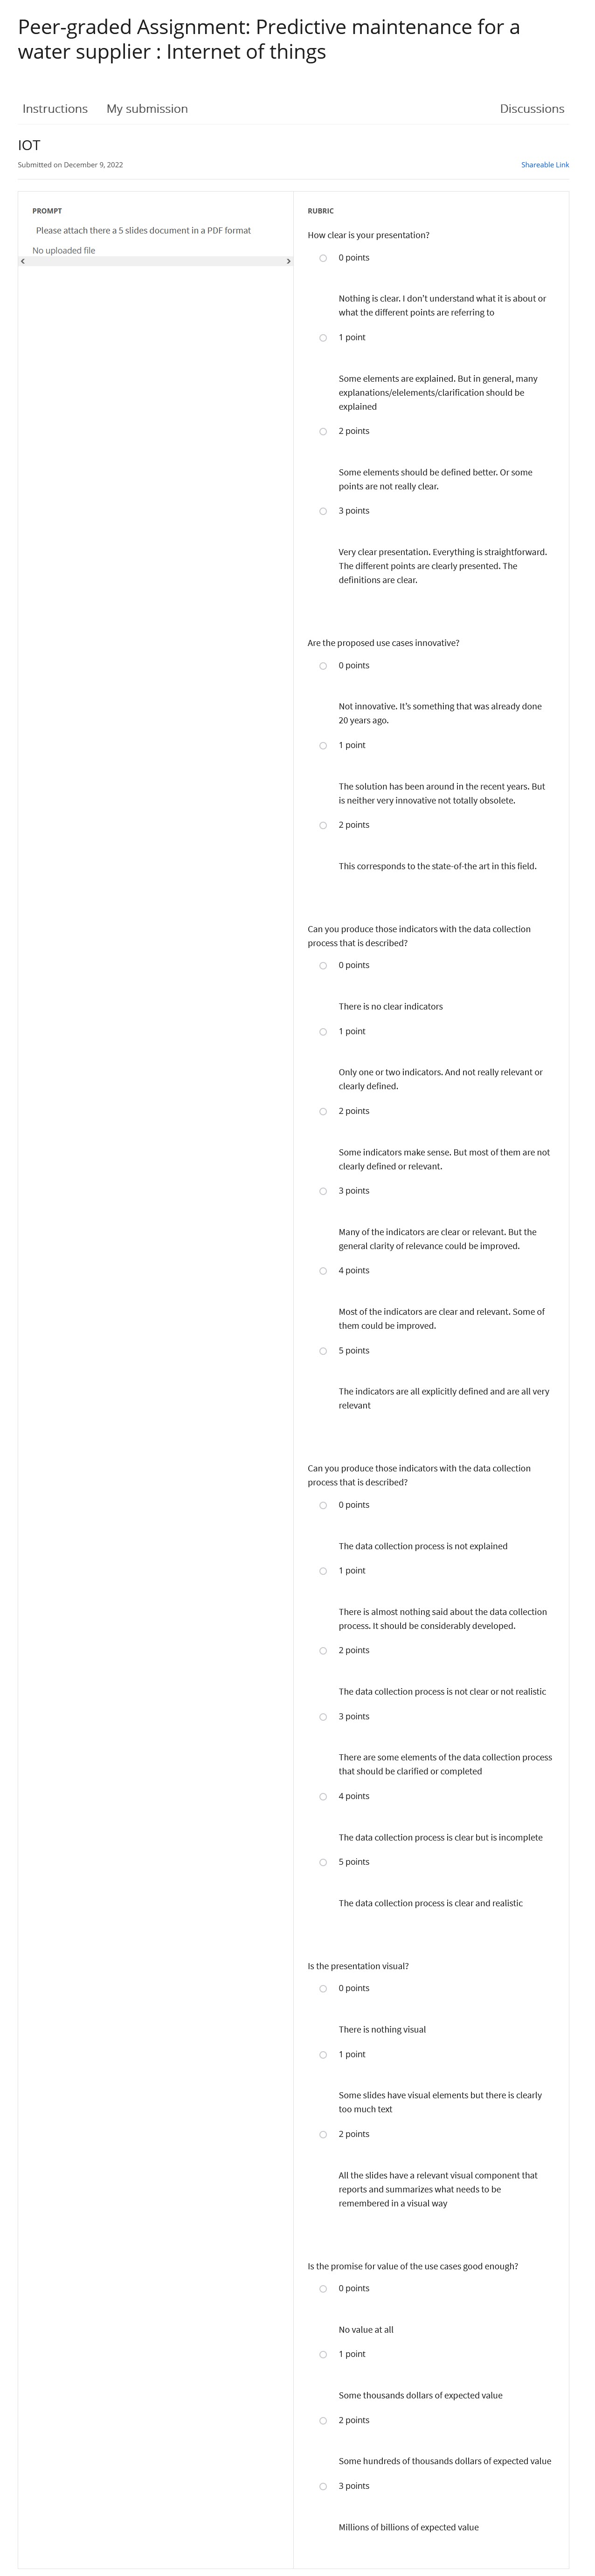 Peer-graded Assignment: Predictive maintenance for a
water supplier : Internet of things
Instructions My submission Discussions
IOT
Submitted on December 9, 2022 Shareable Link
PROMPT
Please attach there a 5 slides document in a PDF format
No uploaded file
RUBRIC
How clear is your presentation?
0 points
Nothing is clear. I don't understand what it is about or
what the different points are referring to
1 point
Some elements are explained. But in general, many
explanations/elelements/clarification should be
explained
2 points
Some elements should be defined better. Or some
points are not really clear.
3 points
Very clear presentation. Everything is straightforward.
The different points are clearly presented. The
definitions are clear.
Are the proposed use cases innovative?
0 points
Not innovative. It's something that was already done
20 years ago.
1 point
The solution has been around in the recent years. But
is neither very innovative not totally obsolete.
2 points
This corresponds to the state-of-the art in this field.
Can you produce those indicators with the data collection
process that is described?
0 points
There is no clear indicators
1 point
Only one or two indicators. And not really relevant or
clearly defined.
2 points
Some indicators make sense. But most of them are not
clearly defined or relevant.
3 points
Many of the indicators are clear or relevant. But the
general clarity of relevance could be improved.
4 points
Most of the indicators are clear and relevant. Some of
them could be improved.
5 points
The indicators are all explicitly defined and are all very
relevant
Can you produce those indicators with the data collection
process that is described?
0 points
The data collection process is not explained
1 point
There is almost nothing said about the data collection
process. It should be considerably developed.
2 points
The data collection process is not clear or not realistic
3 points
There are some elements of the data collection process
that should be clarified or completed
4 points
The data collection process is clear but is incomplete
5 points
The data collection process is clear and realistic
Is the presentation visual?
0 points
There is nothing visual
1 point
Some slides have visual elements but there is clearly
too much text
2 points
All the slides have a relevant visual component that
reports and summarizes what needs to be
remembered in a visual way
Is the promise for value of the use cases good enough?
0 points
No value at all
1 point
Some thousands dollars of expected value
2 points
Some hundreds of thousands dollars of expected value
3 points
Millions of billions of expected value